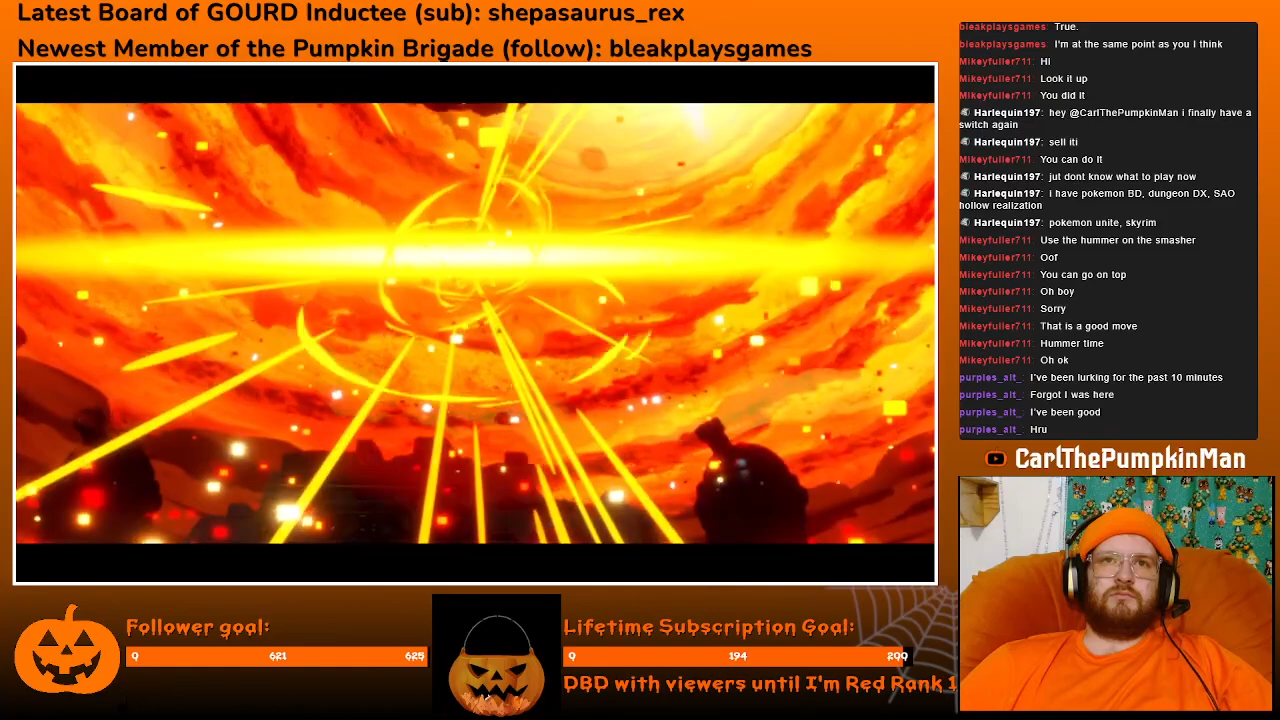 Latest Board of GOURD Inductee (sub): shepasaurus_rex
Newest Member of the Pumpkin Brigade (follow): bleakplaysgames
bleakplaysgames: True.
bleakplaysgames: I'm at the same point as you I think
Mikeyfuller711: Hi
Mikeyfuller711: Look it up
Mikeyfuller711: You did it
Harlequin197: hey @CarlThePumpkinMan i finally have a
switch again
Harlequin197: sell iti
Mikeyfuller711: You can do it
Harlequin197: jut dont know what to play now
Harlequin197: i have pokemon BD, dungeon DX, SAO
hollow realization
Harlequin197: pokemon unite, skyrim
Mikeyfuller711: Use the hummer on the smasher
Mikeyfuller711: Oof
Mikeyfuller711: You can go on top
Mikeyfuller711: Oh boy
Mikeyfuller711: Sorry
Mikeyfuller711: That is a good move
Mikeyfuller711: Hummer time
Mikeyfuller711: Oh ok
purples_alt_: I've been lurking for the past 10 minutes
purples_alt_: Forgot I was here
purples_alt_: I've been good
purples_alt_: Hru
CarlThePumpkinMan
Follower goal:
0 621 625
Lifetime Subscription Goal:
0 194 200
DBD with viewers until I'm Red Rank 1